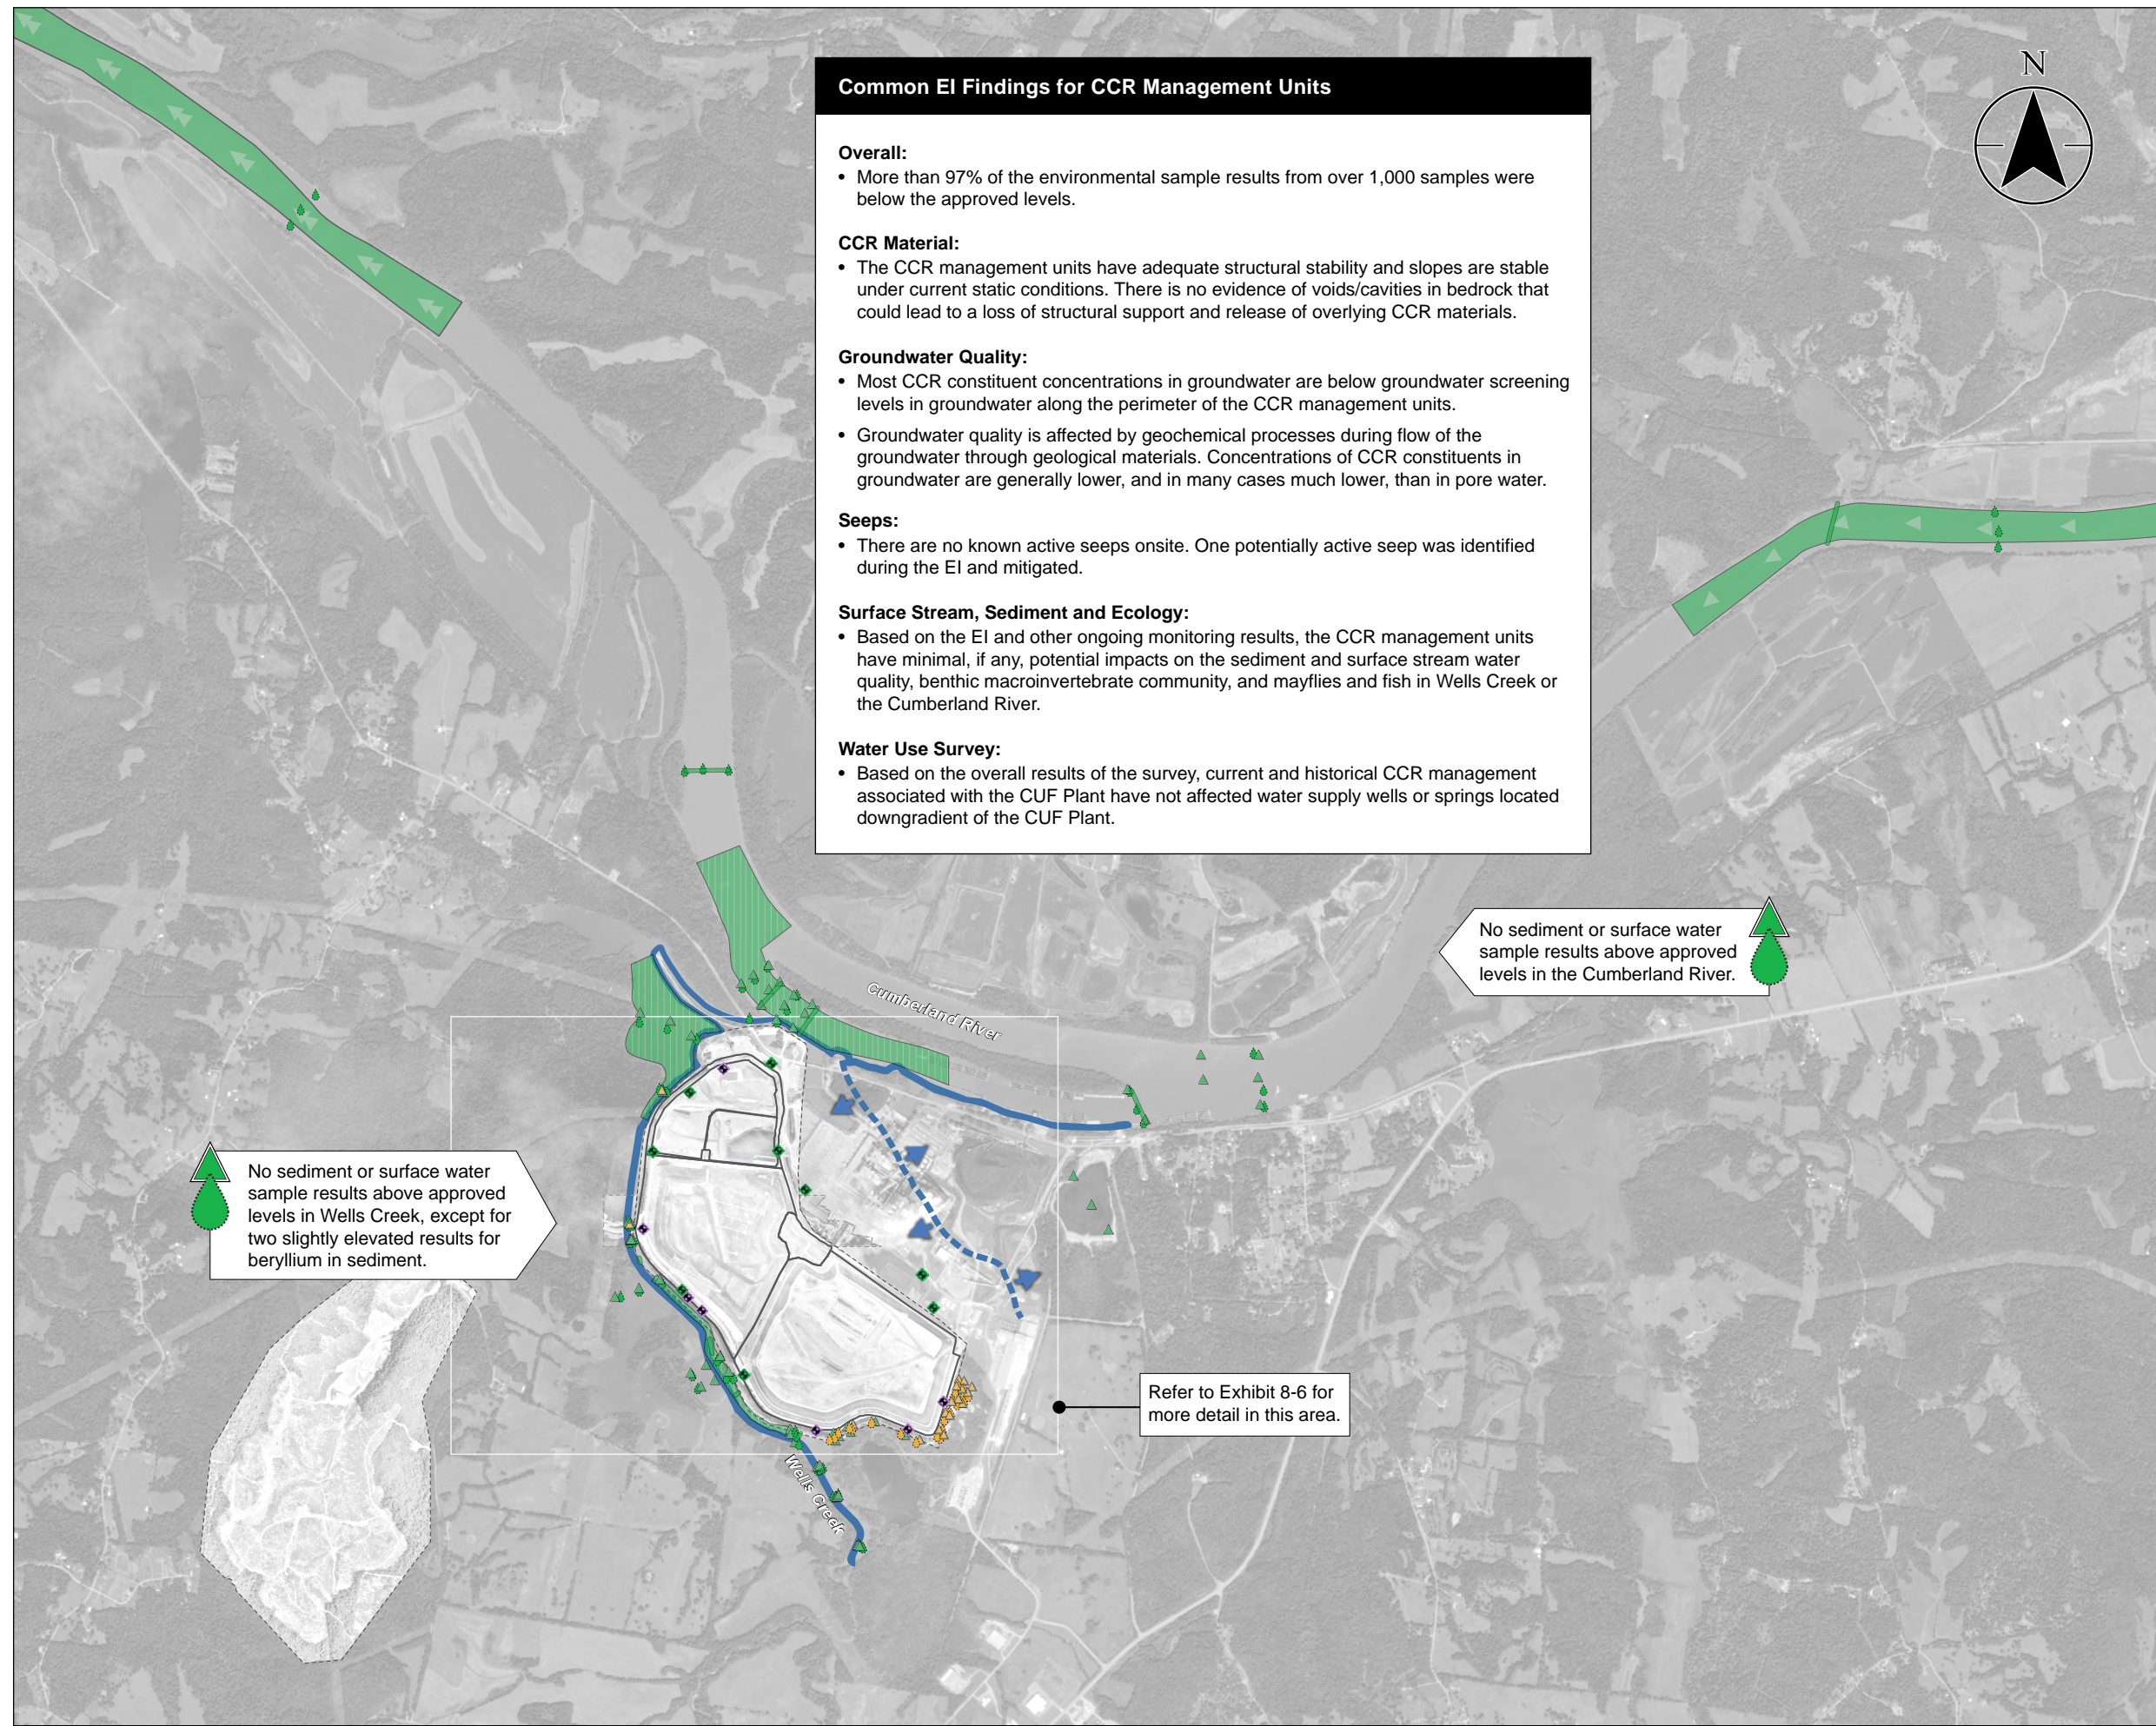 N
Common EI Findings for CCR Management Units
Overall:
• More than 97% of the environmental sample results from over 1,000 samples were
below the approved levels.
CCR Material:
• The CCR management units have adequate structural stability and slopes are stable
under current static conditions. There is no evidence of voids/cavities in bedrock that
could lead to a loss of structural support and release of overlying CCR materials.
Groundwater Quality:
• Most CCR constituent concentrations in groundwater are below groundwater screening
levels in groundwater along the perimeter of the CCR management units.
• Groundwater quality is affected by geochemical processes during flow of the
groundwater through geological materials. Concentrations of CCR constituents in
groundwater are generally lower, and in many cases much lower, than in pore water.
Seeps:
• There are no known active seeps onsite. One potentially active seep was identified
during the EI and mitigated.
Surface Stream, Sediment and Ecology:
• Based on the EI and other ongoing monitoring results, the CCR management units
have minimal, if any, potential impacts on the sediment and surface stream water
quality, benthic macroinvertebrate community, and mayflies and fish in Wells Creek or
the Cumberland River.
Water Use Survey:
• Based on the overall results of the survey, current and historical CCR management
associated with the CUF Plant have not affected water supply wells or springs located
downgradient of the CUF Plant.
No sediment or surface water
sample results above approved
levels in the Cumberland River.
Cumberland River
No sediment or surface water
sample results above approved
levels in Wells Creek, except for
two slightly elevated results for
beryllium in sediment.
Refer to Exhibit 8-6 for
more detail in this area.
Wells Creek